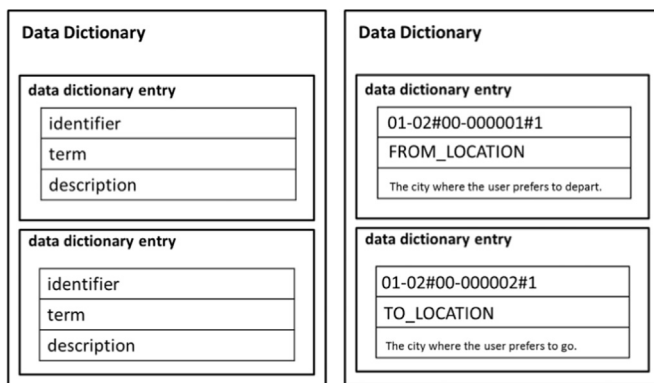 Data Dictionary
data dictionary entry
identifier
term
description
data dictionary entry
identifier
term
description
Data Dictionary
data dictionary entry
01-02#00-000001#1
FROM_LOCATION
The city where the user prefers to depart.
data dictionary entry
01-02#00-000002#1
TO_LOCATION
The city where the user prefers to go.